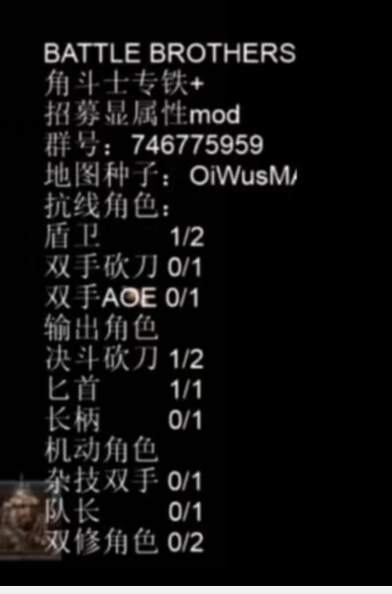 BATTLE BROTHERS
角斗士专铁+
招募显属性mod
群号：746775959
地图种子：OiWusM
抗线角色：
盾卫 1/2
双手砍刀 0/1
双手AOE 0/1
输出角色
决斗砍刀 1/2
匕首 1/1
长柄 0/1
机动角色
杂技双手 0/1
队长 0/1
双修角色 0/2